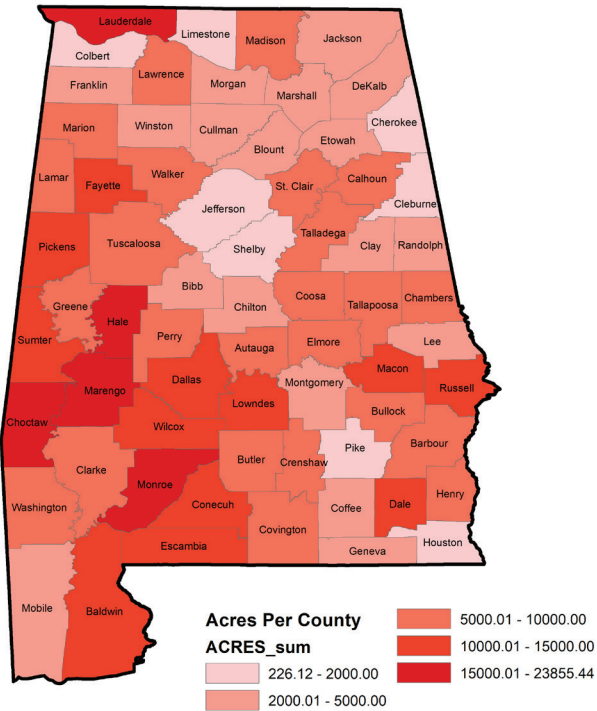 Lauderdale
Limestone
Madison
Jackson
Colbert
Lawrence
Franklin
Morgan
Marshall
DeKalb
Cherokee
Marion
Winston
Cullman
Etowah
Blount
Lamar
Fayette
Walker
St. Clair
Calhoun
Cleburne
Jefferson
Talladega
Pickens
Tuscaloosa
Shelby
Clay
Randolph
Bibb
Greene
Hale
Chilton
Coosa
Tallapoosa
Chambers
Sumter
Perry
Autauga
Elmore
Lee
Marengo
Dallas
Montgomery
Macon
Russell
Choctaw
Lowndes
Bullock
Wilcox
Pike
Barbour
Clarke
Butler
Crenshaw
Monroe
Washington
Conecuh
Coffee
Dale
Henry
Covington
Escambia
Geneva
Houston
Mobile
Baldwin
Acres Per County
ACRES_sum
226.12 - 2000.00
2000.01 - 5000.00
5000.01 - 10000.00
10000.01 - 15000.00
15000.01 - 23855.44